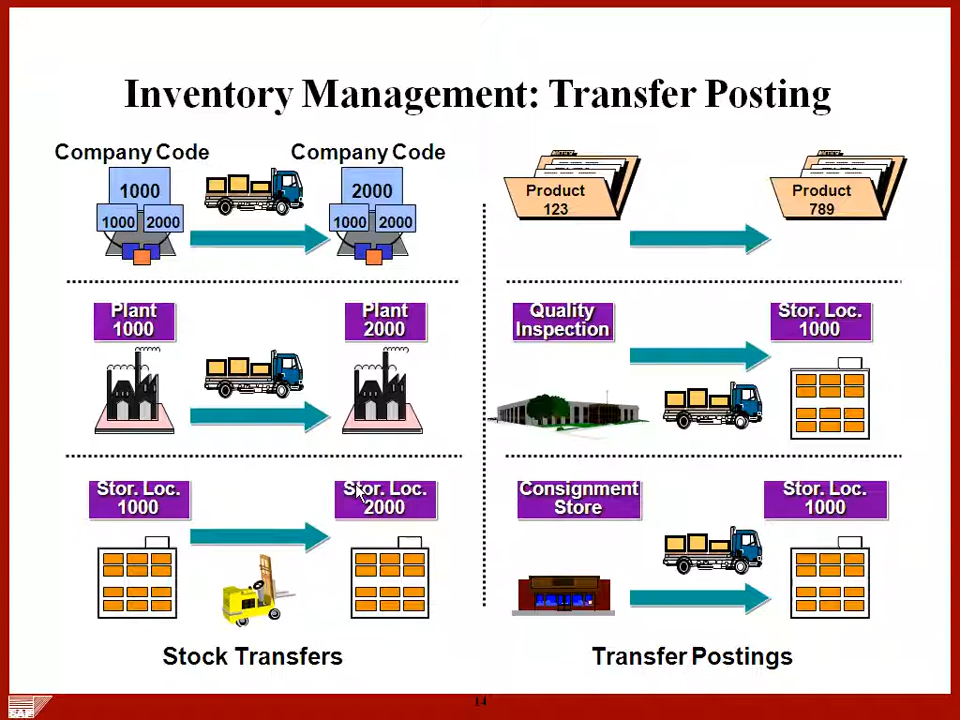 Inventory Management: Transfer Posting
Company Code
Company Code
1000
1000
2000
2000
1000
2000
Product
123
Product
789
Plant
1000
Plant
2000
Quality
Inspection
Stor. Loc.
1000
Stor. Loc.
1000
Stor. Loc.
2000
Consignment
Store
Stor. Loc.
1000
Stock Transfers
Transfer Postings
14
SAP